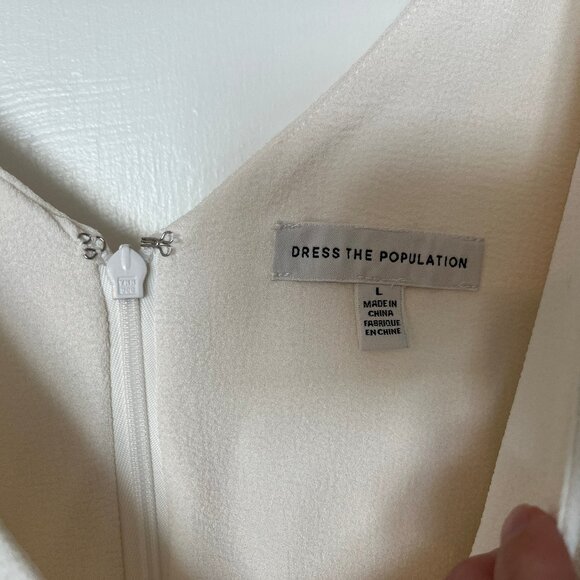 DRESS THE POPULATION
L
MADE IN
CHINA
FABRIQUE
EN CHINE